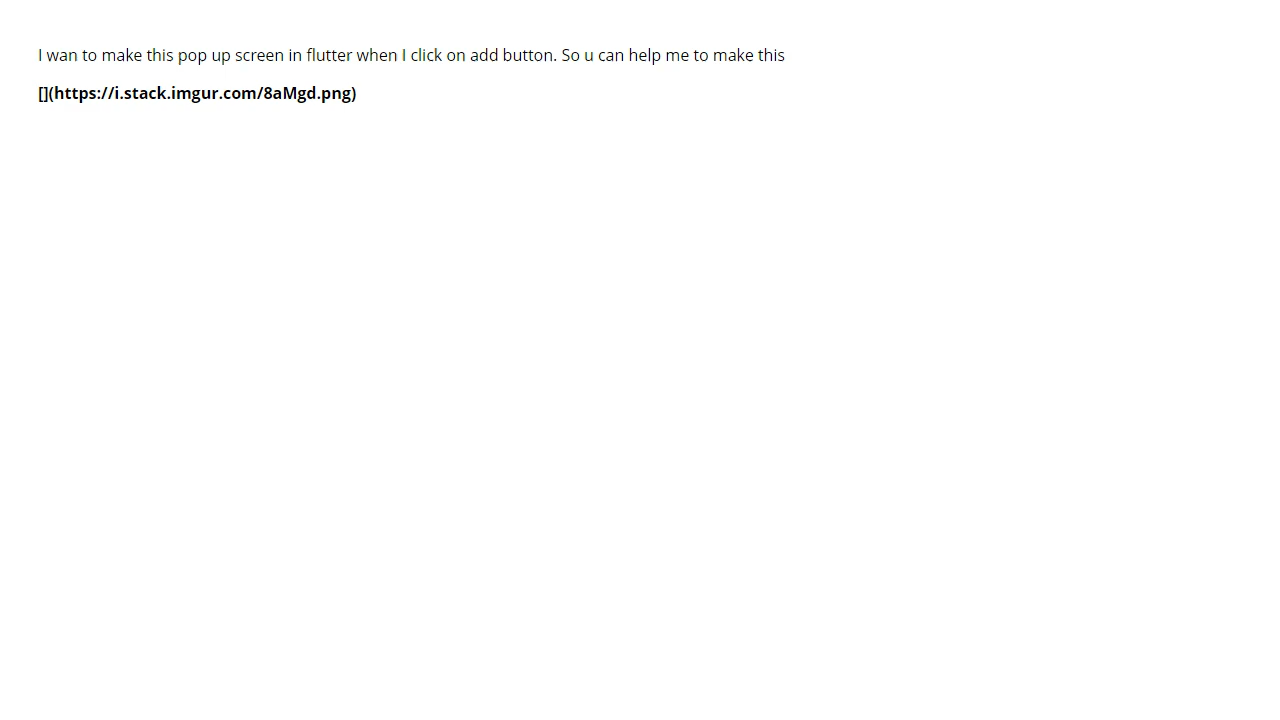 I wan to make this pop up screen in flutter when I click on add button. So u can help me to make this
[](https://i.stack.imgur.com/8aMgd.png)